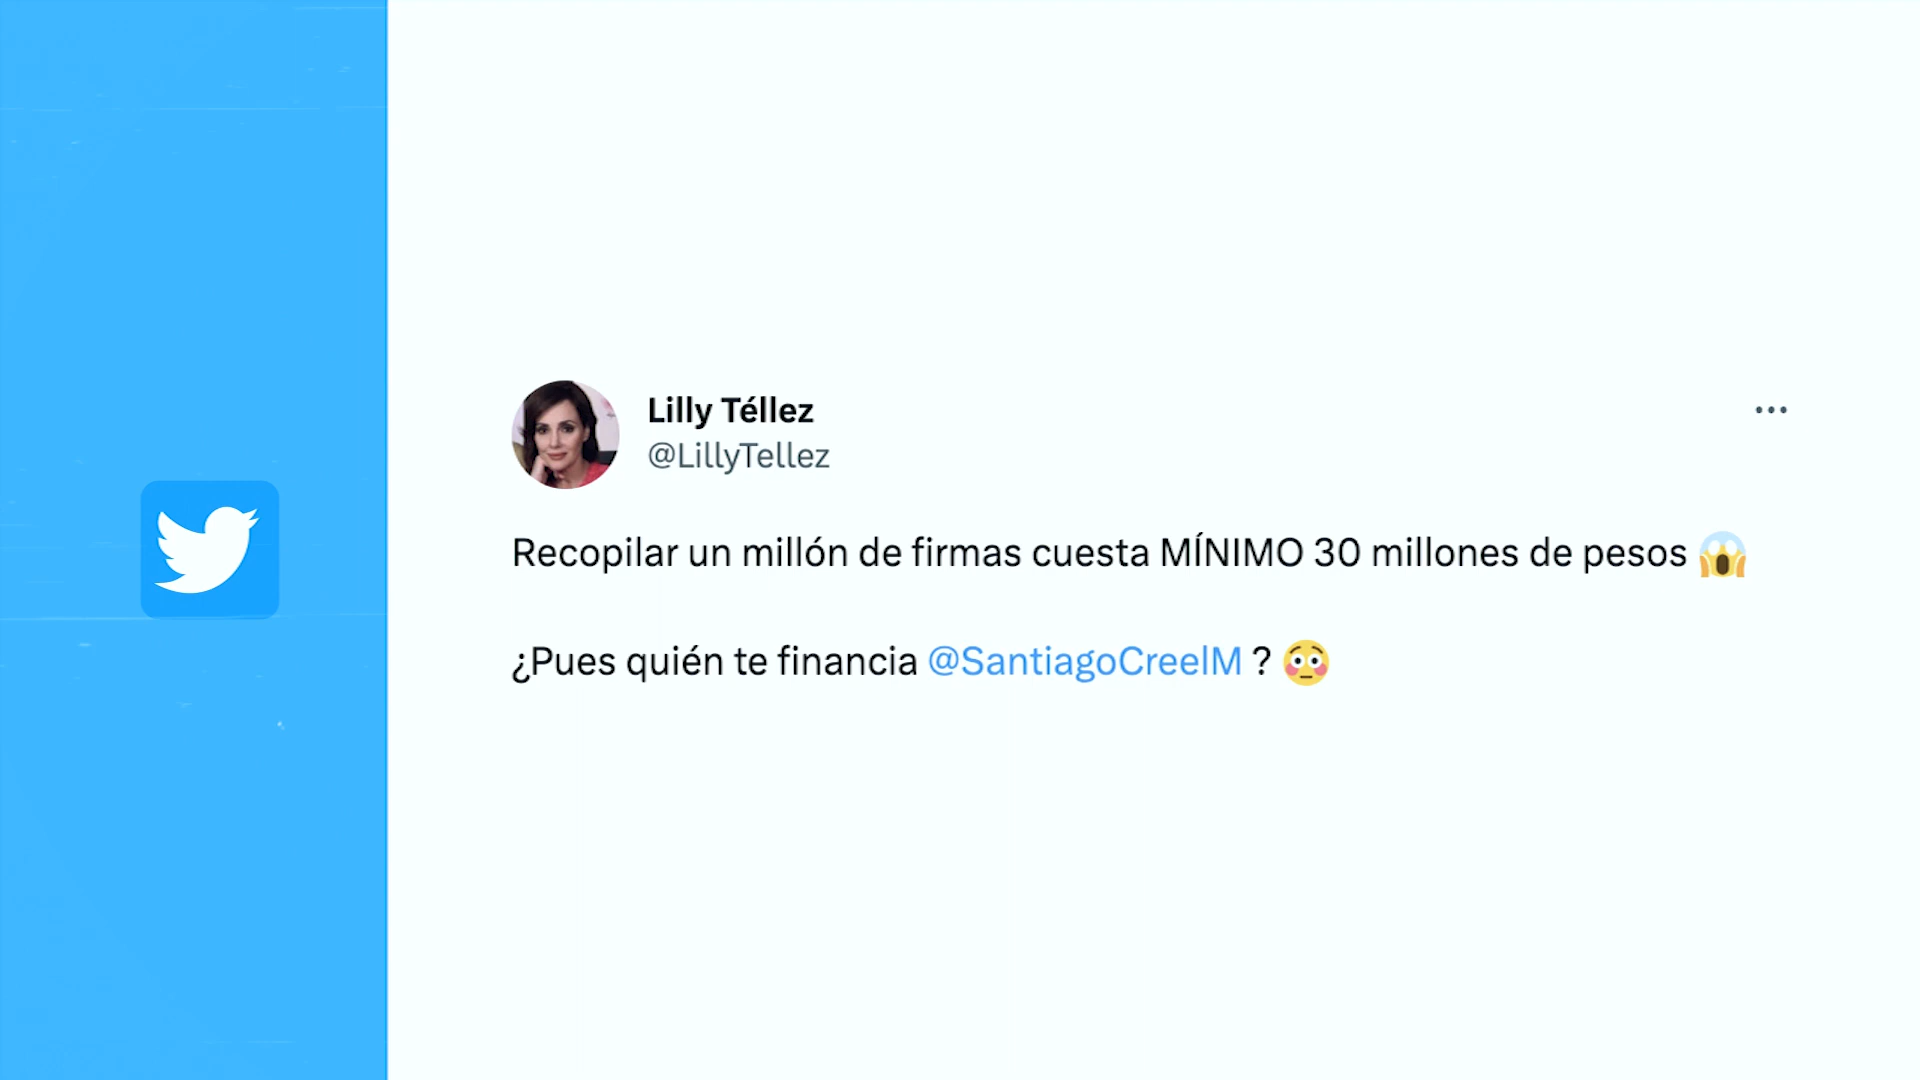 Lilly Téllez
@LillyTellez
Recopilar un millón de firmas cuesta MÍNIMO 30 millones de pesos 😱
¿Pues quién te financia @SantiagoCreelM ? 😳